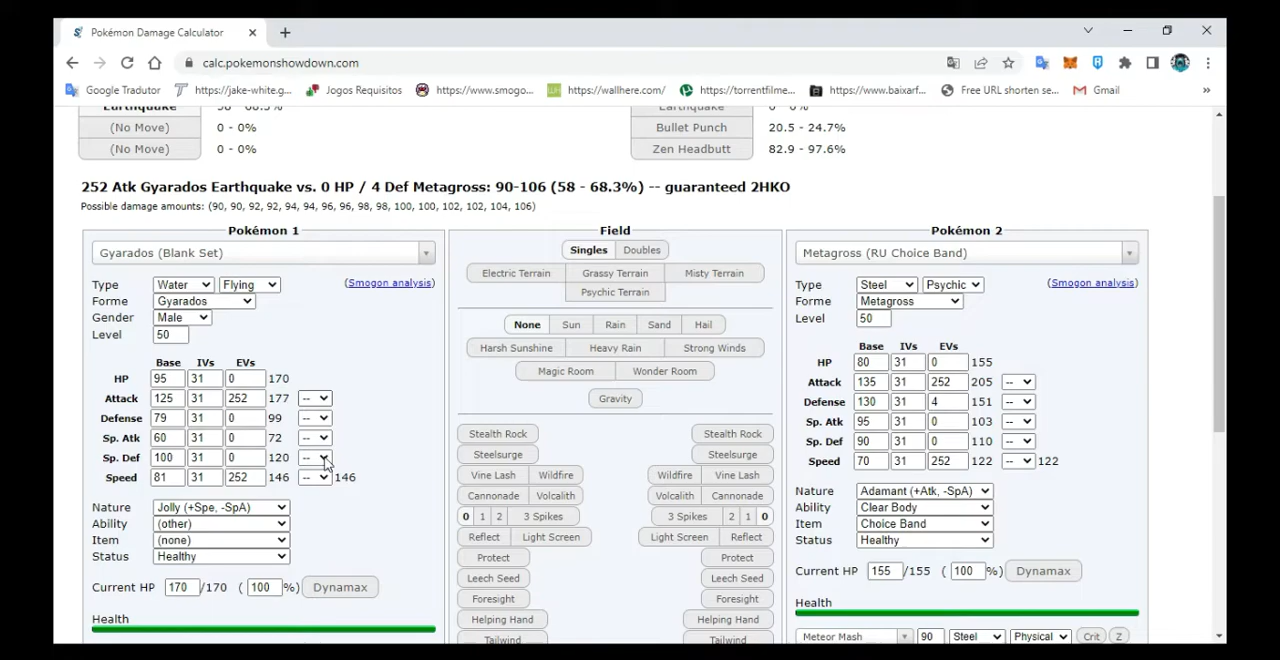 Pokémon Damage Calculator
calc.pokemonshowdown.com
Google Tradutor https://jake-white.g... Jogos Requisitos https://www.smogo... https://wallhere.com/ https://torrentfilme... https://www.baixarf... Free URL shorten se... Gmail »
Earthquake 58 - 68.3% Earthquake 0 - 0%
(No Move) 0 - 0% Bullet Punch 20.5 - 24.7%
(No Move) 0 - 0% Zen Headbutt 82.9 - 97.6%
252 Atk Gyarados Earthquake vs. 0 HP / 4 Def Metagross: 90-106 (58 - 68.3%) -- guaranteed 2HKO
Possible damage amounts: (90, 90, 92, 92, 94, 94, 96, 96, 98, 98, 100, 100, 102, 102, 104, 106)
Pokémon 1
Gyarados (Blank Set)
Type Water Flying (Smogon analysis)
Forme Gyarados
Gender Male
Level 50
Base IVs EVs
HP 95 31 0 170
Attack 125 31 252 177 --
Defense 79 31 0 99 --
Sp. Atk 60 31 0 72 --
Sp. Def 100 31 0 120 --
Speed 81 31 252 146 -- 146
Nature Jolly (+Spe, -SpA)
Ability (other)
Item (none)
Status Healthy
Current HP 170 /170 ( 100 %) Dynamax
Health
Field
Singles Doubles
Electric Terrain Grassy Terrain Misty Terrain
Psychic Terrain
None Sun Rain Sand Hail
Harsh Sunshine Heavy Rain Strong Winds
Magic Room Wonder Room
Gravity
Stealth Rock Stealth Rock
Steelsurge Steelsurge
Vine Lash Wildfire Wildfire Vine Lash
Cannonade Volcalith Volcalith Cannonade
0 1 2 3 Spikes 3 Spikes 2 1 0
Reflect Light Screen Light Screen Reflect
Protect Protect
Leech Seed Leech Seed
Foresight Foresight
Helping Hand Helping Hand
Tailwind Tailwind
Pokémon 2
Metagross (RU Choice Band)
Type Steel Psychic (Smogon analysis)
Forme Metagross
Level 50
Base IVs EVs
HP 80 31 0 155
Attack 135 31 252 205 --
Defense 130 31 4 151 --
Sp. Atk 95 31 0 103 --
Sp. Def 90 31 0 110 --
Speed 70 31 252 122 -- 122
Nature Adamant (+Atk, -SpA)
Ability Clear Body
Item Choice Band
Status Healthy
Current HP 155 /155 ( 100 %) Dynamax
Health
Meteor Mash 90 Steel Physical Crit Z